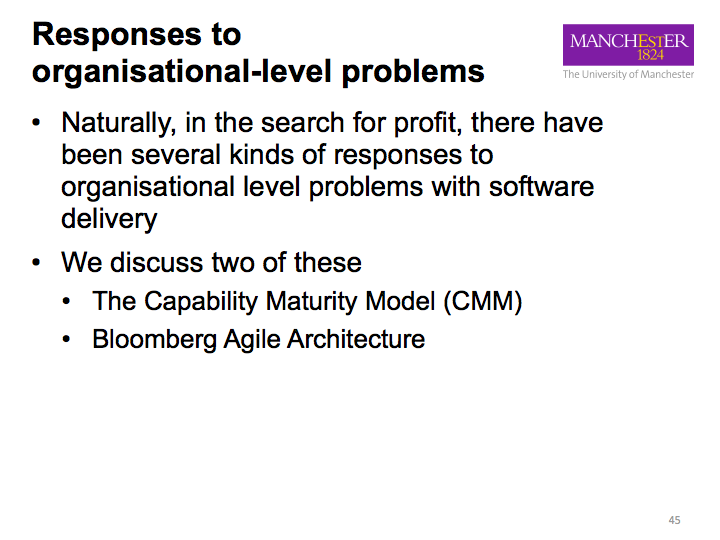 Responses to
organisational-level problems
MANCHESTER
1824
The University of Manchester
• Naturally, in the search for profit, there have
been several kinds of responses to
organisational level problems with software
delivery
• We discuss two of these
• The Capability Maturity Model (CMM)
• Bloomberg Agile Architecture
45